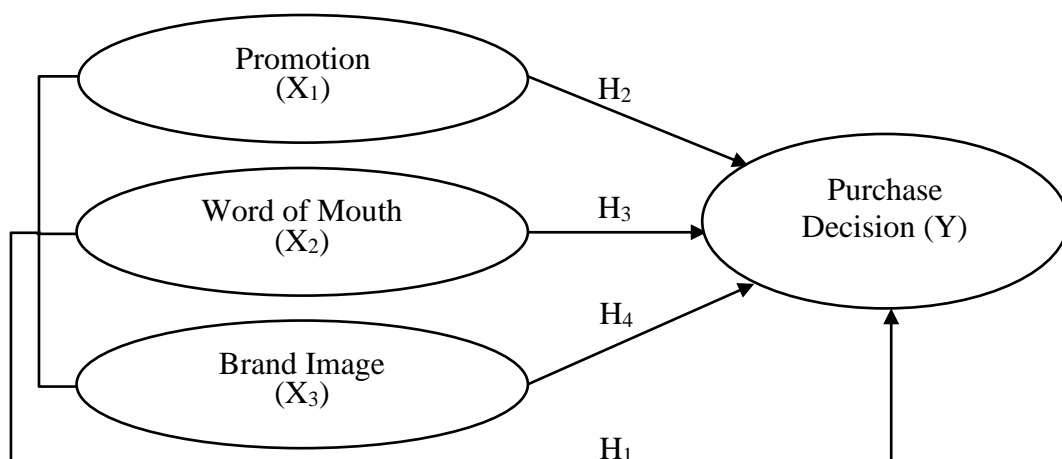 Promotion
(X₁)
H₂
Word of Mouth
(X₂)
H₃
Purchase
Decision (Y)
Brand Image
(X₃)
H₄
H₁